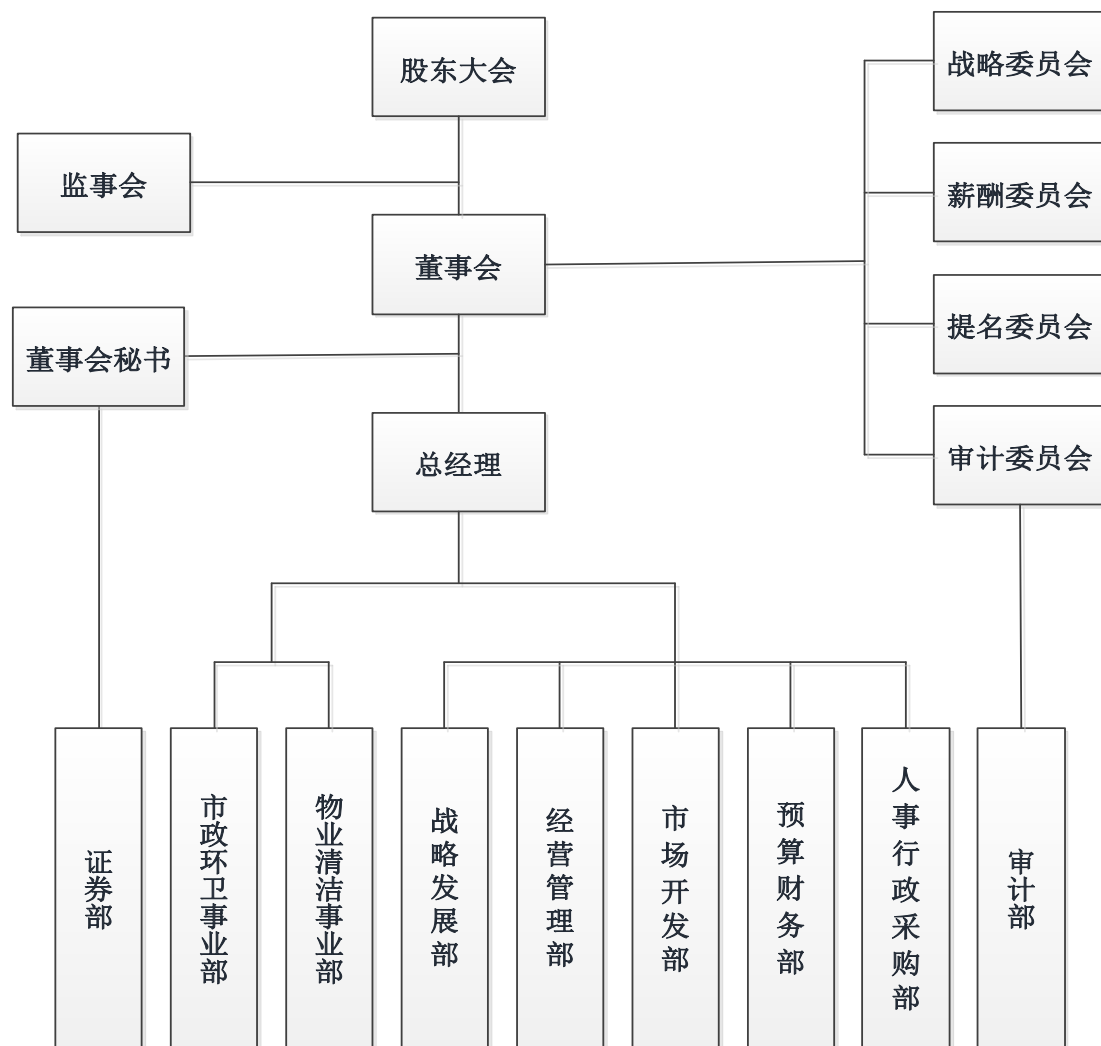 股东大会
战略委员会
监事会
薪酬委员会
董事会
提名委员会
董事会秘书
总经理
审计委员会
证券部
市政环卫事业部
物业清洁事业部
战略发展部
经营管理部
市场开发部
预算财务部
人事行政采购部
审计部